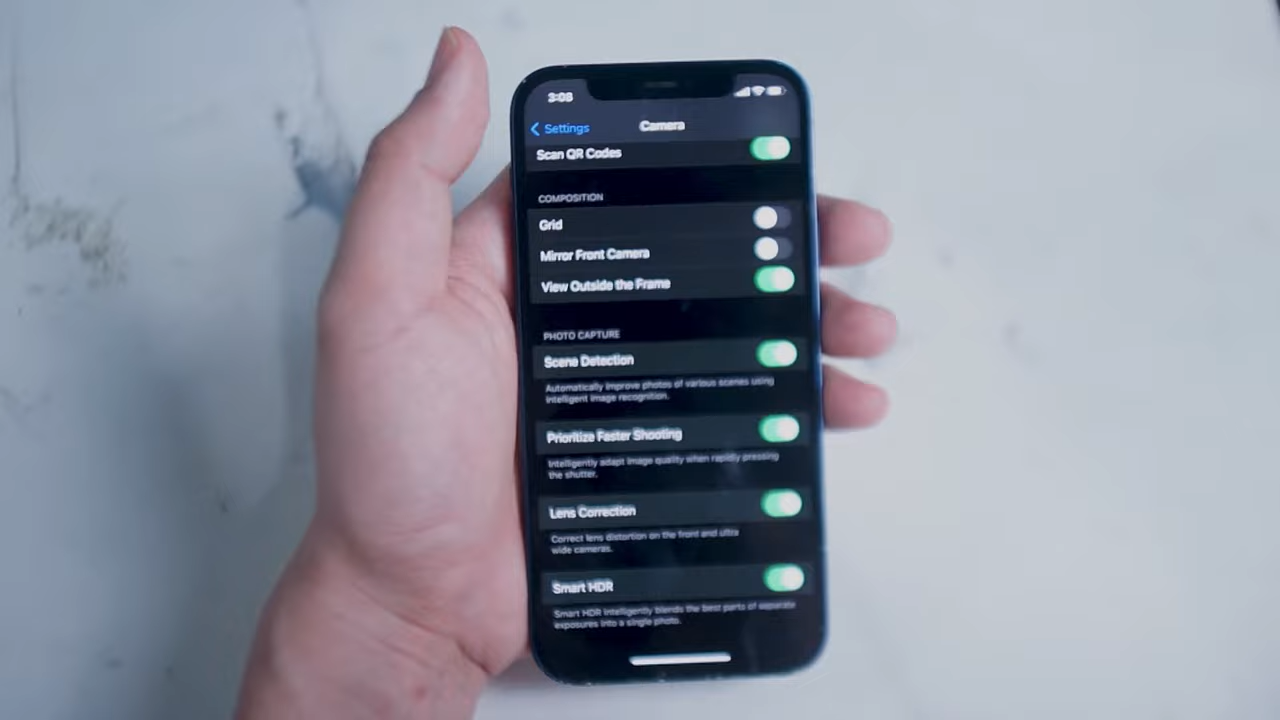 3:08
Settings
Camera
Scan QR Codes
COMPOSITION
Grid
Mirror Front Camera
View Outside the Frame
PHOTO CAPTURE
Scene Detection
Automatically improve photos of various scenes using
intelligent image recognition.
Prioritize Faster Shooting
Intelligently adapt image quality when rapidly pressing
the shutter.
Lens Correction
Correct lens distortion on the front and ultra
wide cameras.
Smart HDR
Smart HDR intelligently blends the best parts of separate
exposures into a single photo.